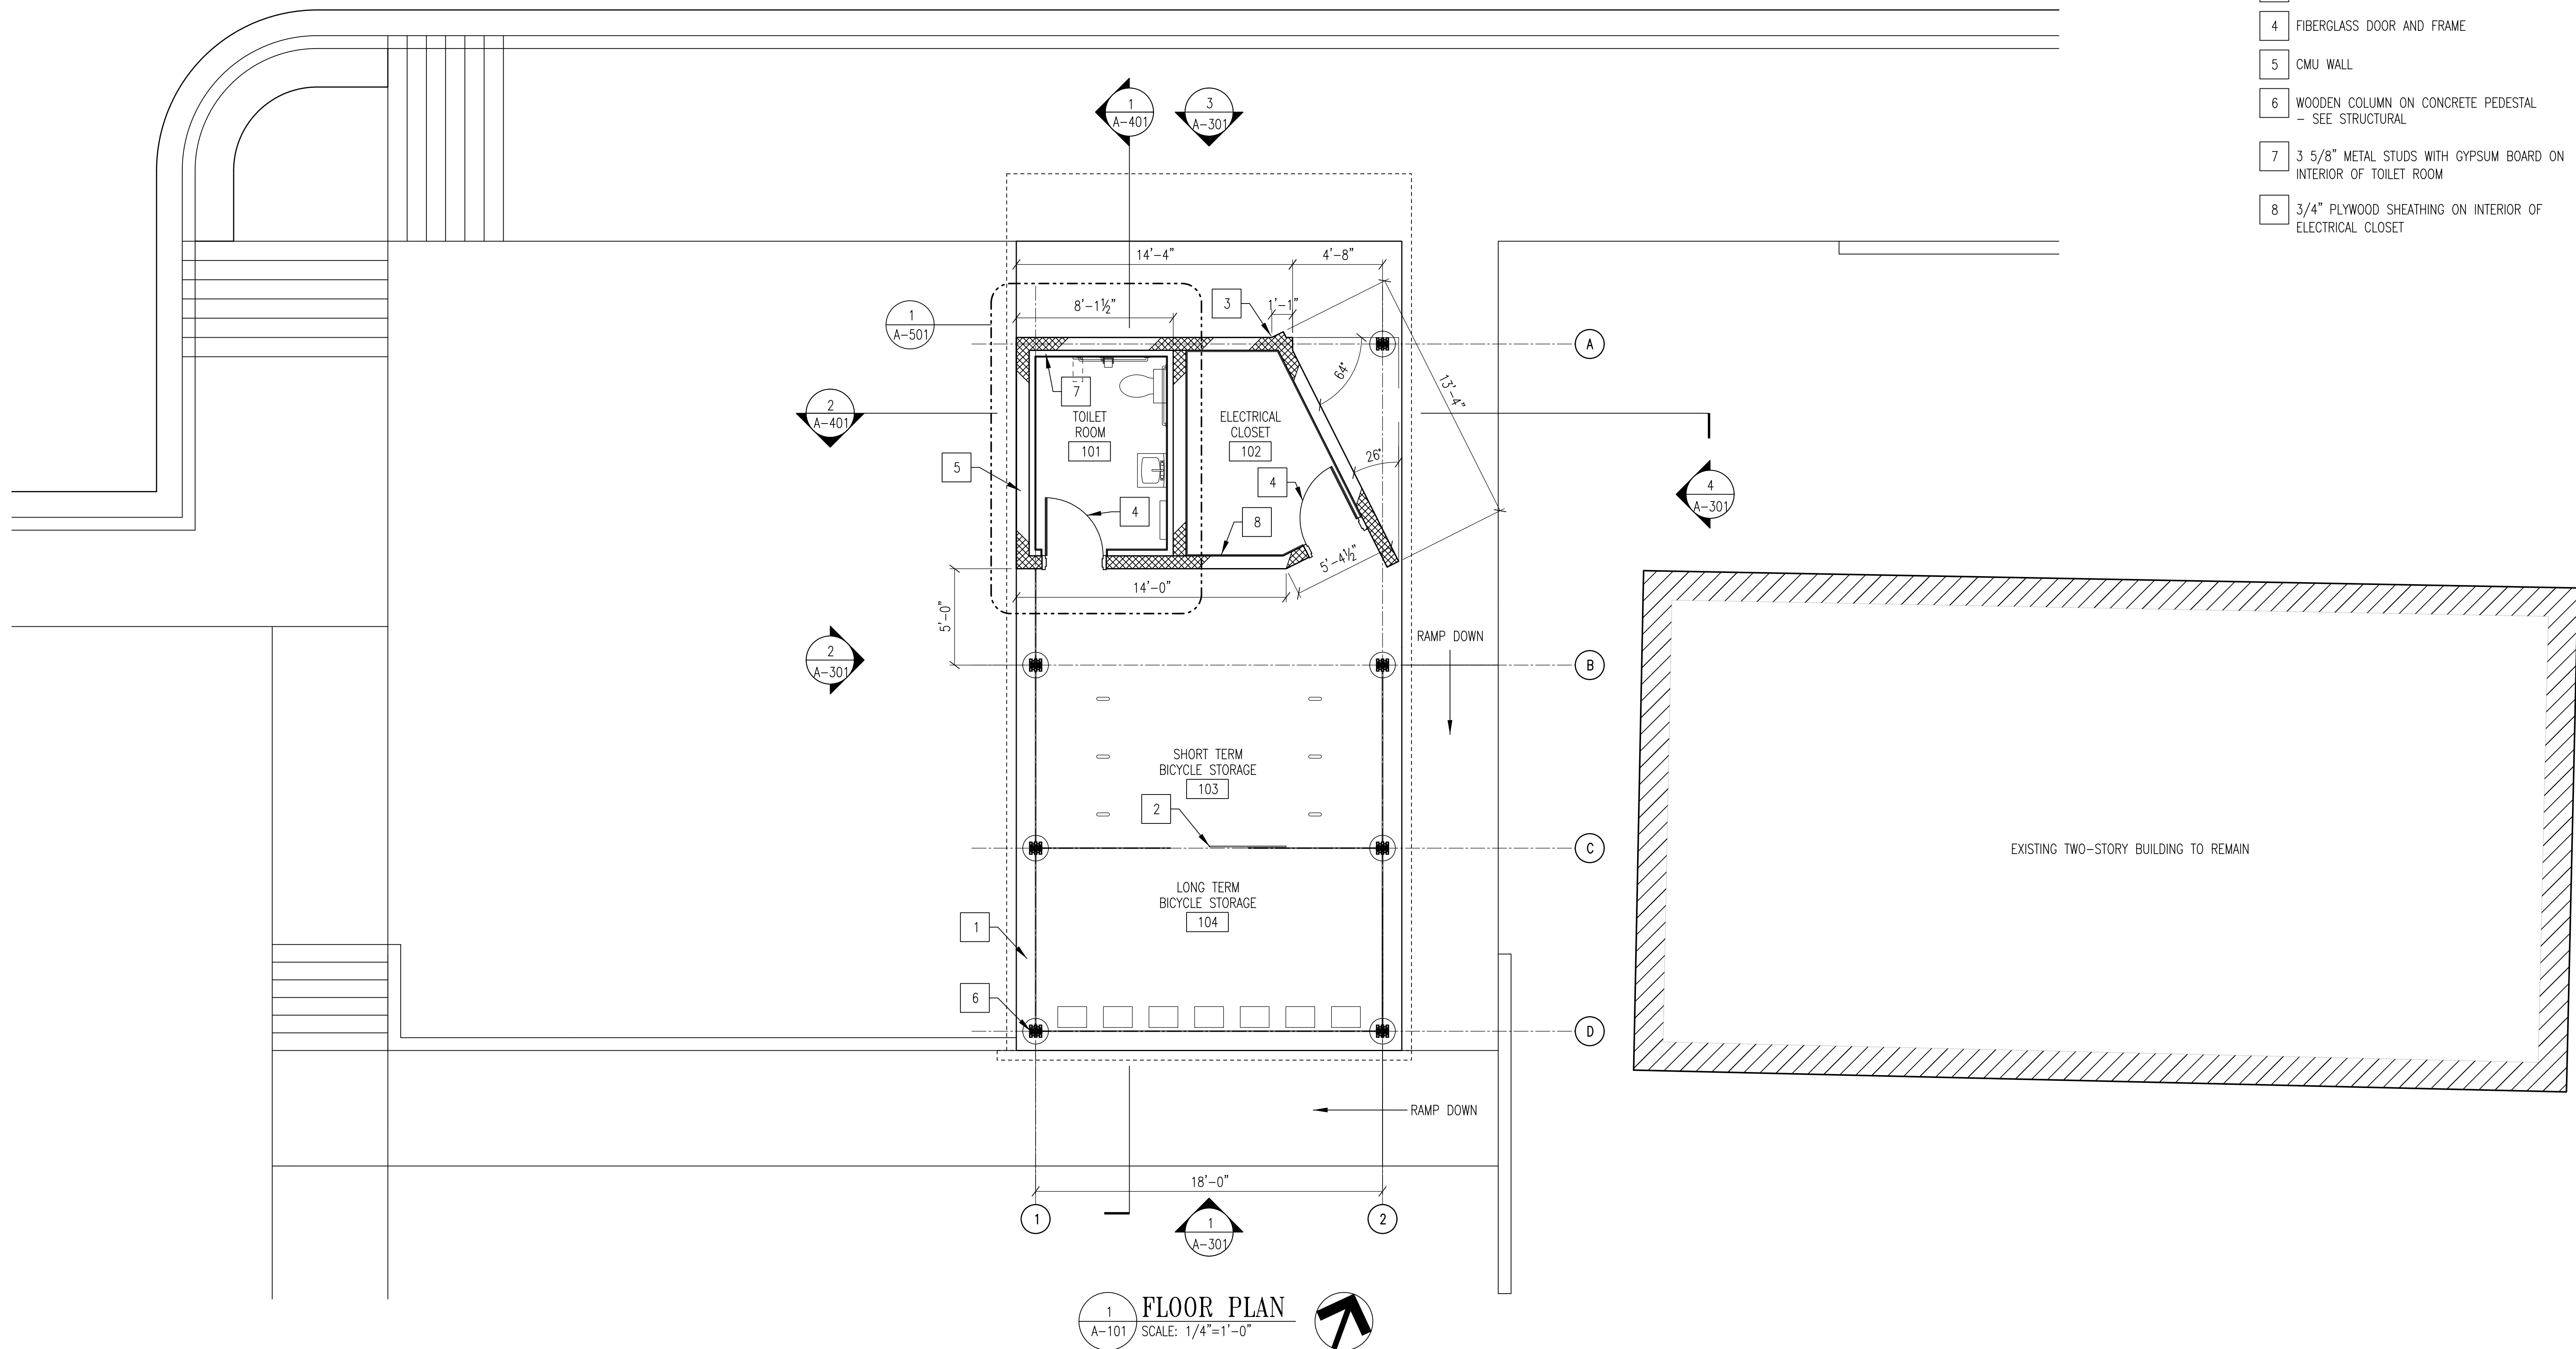 4 FIBERGLASS DOOR AND FRAME
5 CMU WALL
6 WOODEN COLUMN ON CONCRETE PEDESTAL
– SEE STRUCTURAL
7 3 5/8" METAL STUDS WITH GYPSUM BOARD ON
INTERIOR OF TOILET ROOM
8 3/4" PLYWOOD SHEATHING ON INTERIOR OF
ELECTRICAL CLOSET
1
A-401
3
A-301
14'-4"
4'-8"
8'-1½"
3
1'-1"
1
A-501
A
64°
13'-4"
7
2
A-401
TOILET
ROOM
101
ELECTRICAL
CLOSET
102
26°
5
4
4
4
A-301
8
5'-4½"
14'-0"
5'-0"
RAMP DOWN
2
A-301
B
SHORT TERM
BICYCLE STORAGE
103
2
C
EXISTING TWO-STORY BUILDING TO REMAIN
LONG TERM
BICYCLE STORAGE
104
1
6
D
RAMP DOWN
18'-0"
1
2
1
A-301
1
A-101
FLOOR PLAN
SCALE: 1/4"=1'-0"